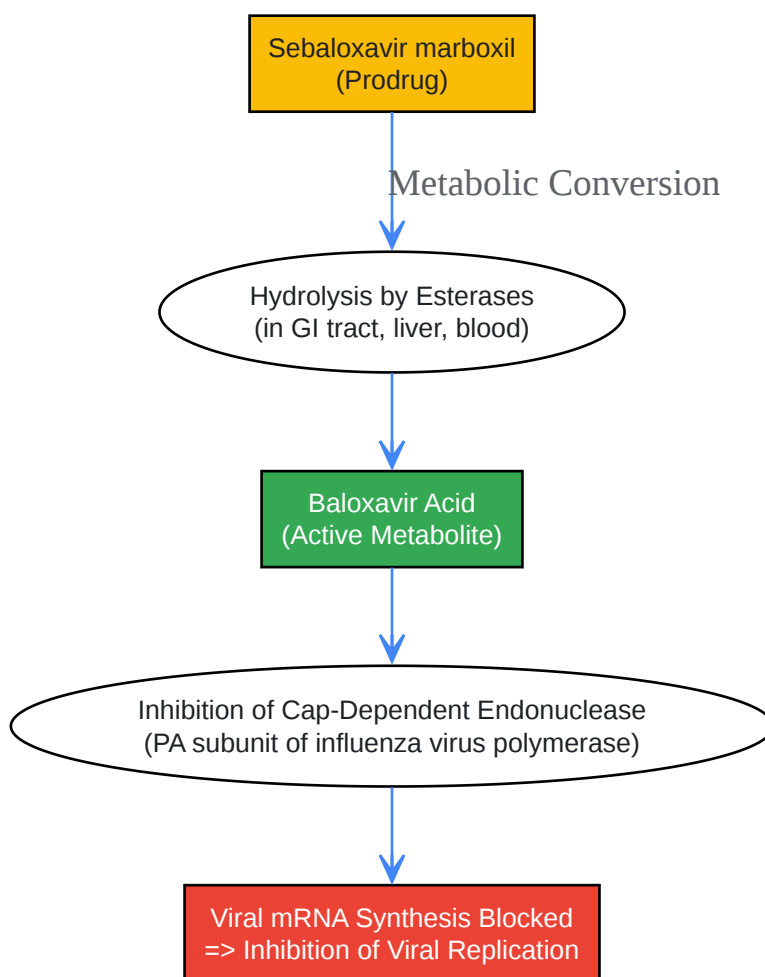 Sebaloxavir marboxil
(Prodrug)
Metabolic Conversion
Hydrolysis by Esterases
(in GI tract, liver, blood)
Baloxavir Acid
(Active Metabolite)
Inhibition of Cap-Dependent Endonuclease
(PA subunit of influenza virus polymerase)
Viral mRNA Synthesis Blocked
=> Inhibition of Viral Replication